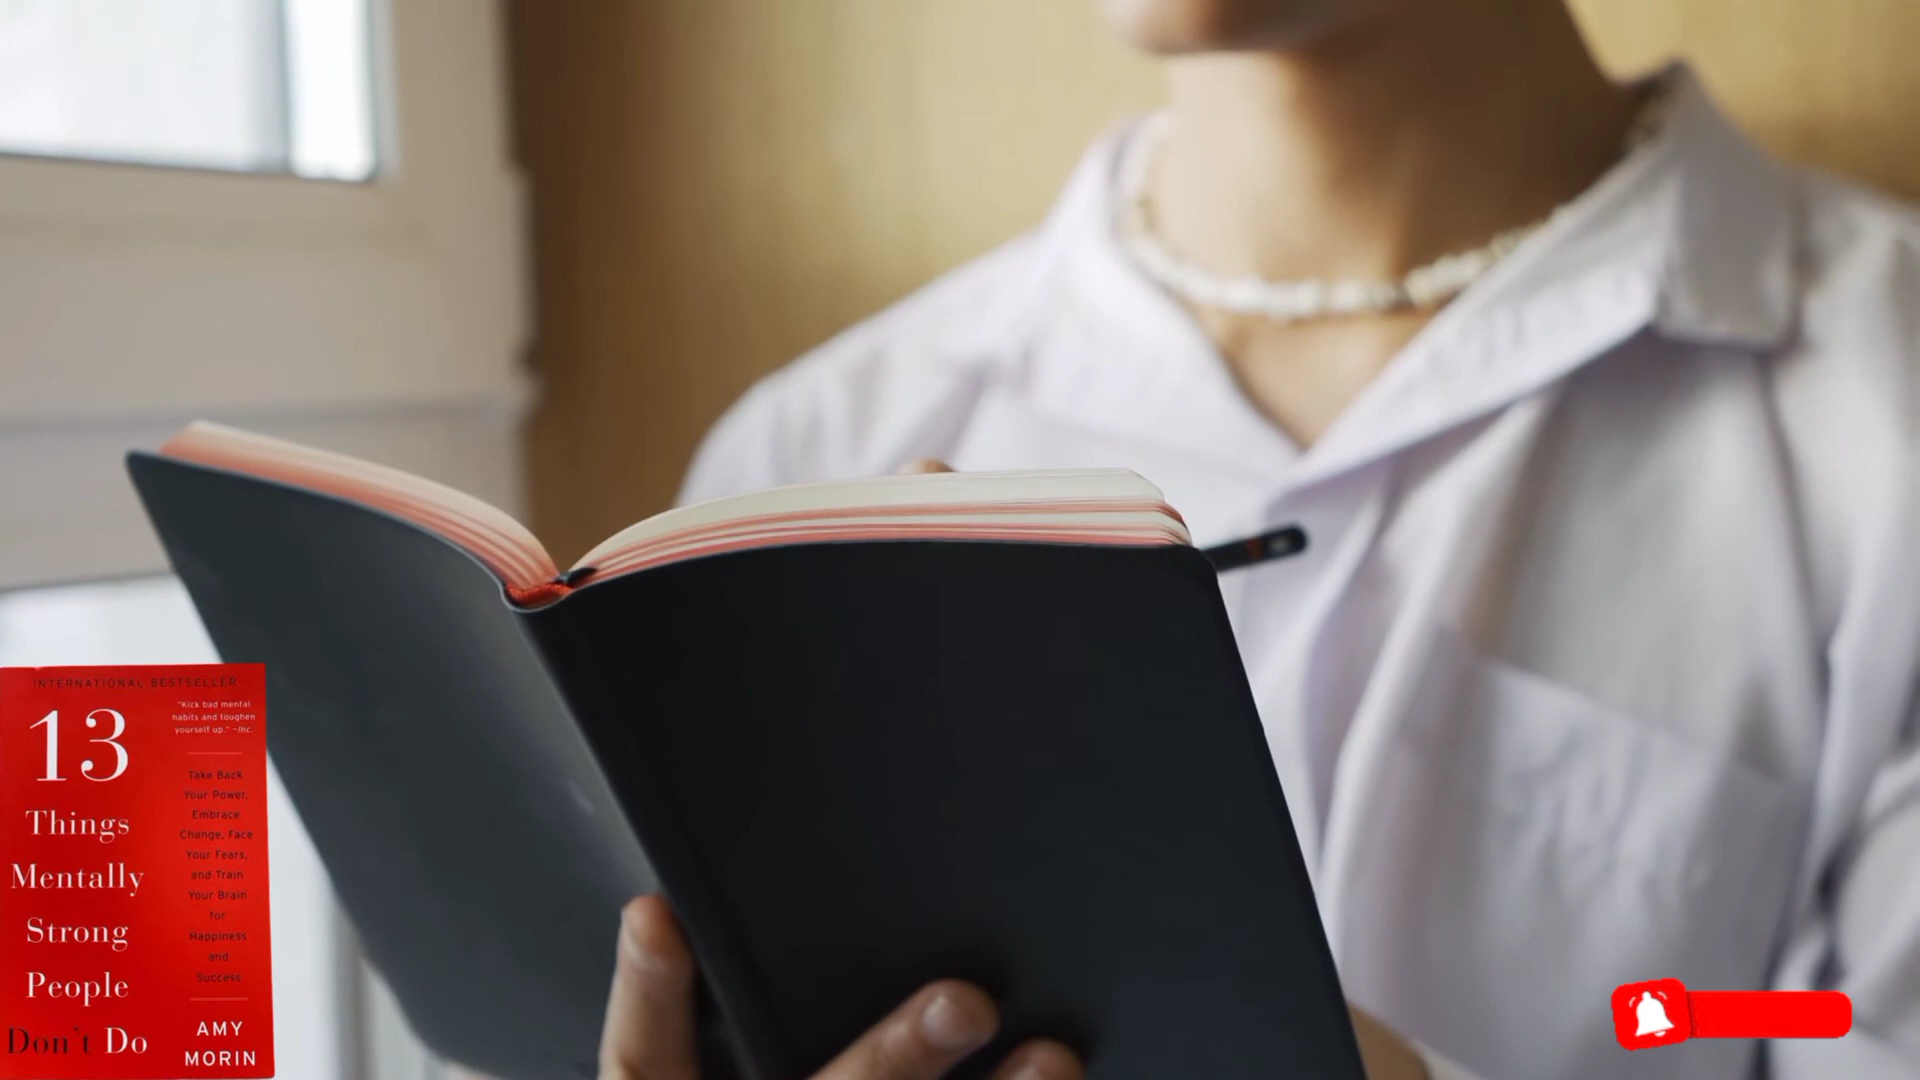 INTERNATIONAL BESTSELLER
13
Things
Mentally
Strong
People
Don't Do
"Kick bad mental
habits and toughen
yourself up." —Inc.
Take Back
Your Power,
Embrace
Change, Face
Your Fears,
and Train
Your Brain
for
Happiness
and
Success
AMY
MORIN